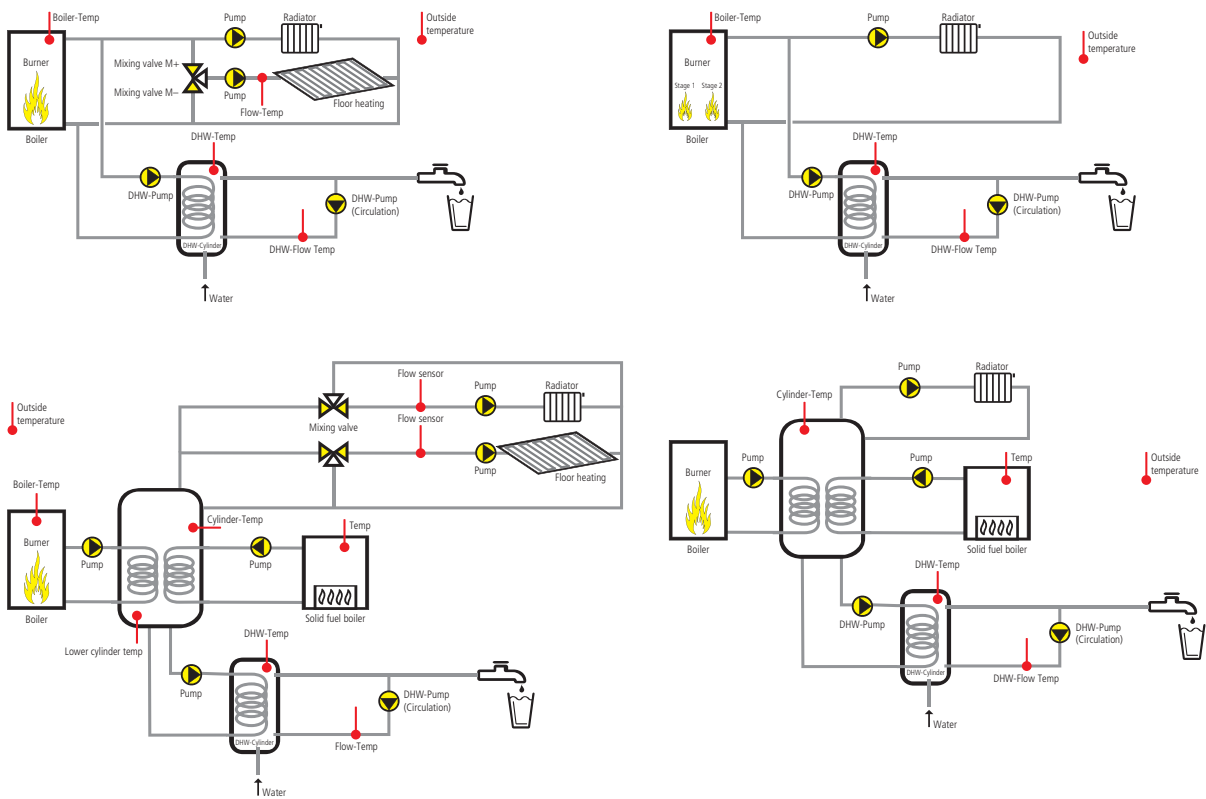 Boiler-Temp
Pump
Radiator
Outside
temperature
Burner
Mixing valve M+
Mixing valve M–
Pump
Flow-Temp
Floor heating
Boiler
DHW-Temp
DHW-Pump
DHW-Pump
(Circulation)
DHW-Cylinder
DHW-Flow Temp
Water
Boiler-Temp
Pump
Radiator
Outside
temperature
Burner
Stage 1
Stage 2
Boiler
DHW-Temp
DHW-Pump
DHW-Pump
(Circulation)
DHW-Cylinder
DHW-Flow Temp
Water
Outside
temperature
Flow sensor
Pump
Radiator
Mixing valve
Flow sensor
Pump
Floor heating
Boiler-Temp
Burner
Pump
Cylinder-Temp
Pump
Temp
Boiler
Solid fuel boiler
Lower cylinder temp
DHW-Temp
Pump
DHW-Pump
(Circulation)
DHW-Cylinder
Flow-Temp
Water
Pump
Radiator
Cylinder-Temp
Burner
Pump
Pump
Temp
Outside
temperature
Boiler
Solid fuel boiler
DHW-Temp
DHW-Pump
DHW-Pump
(Circulation)
DHW-Cylinder
DHW-Flow Temp
Water